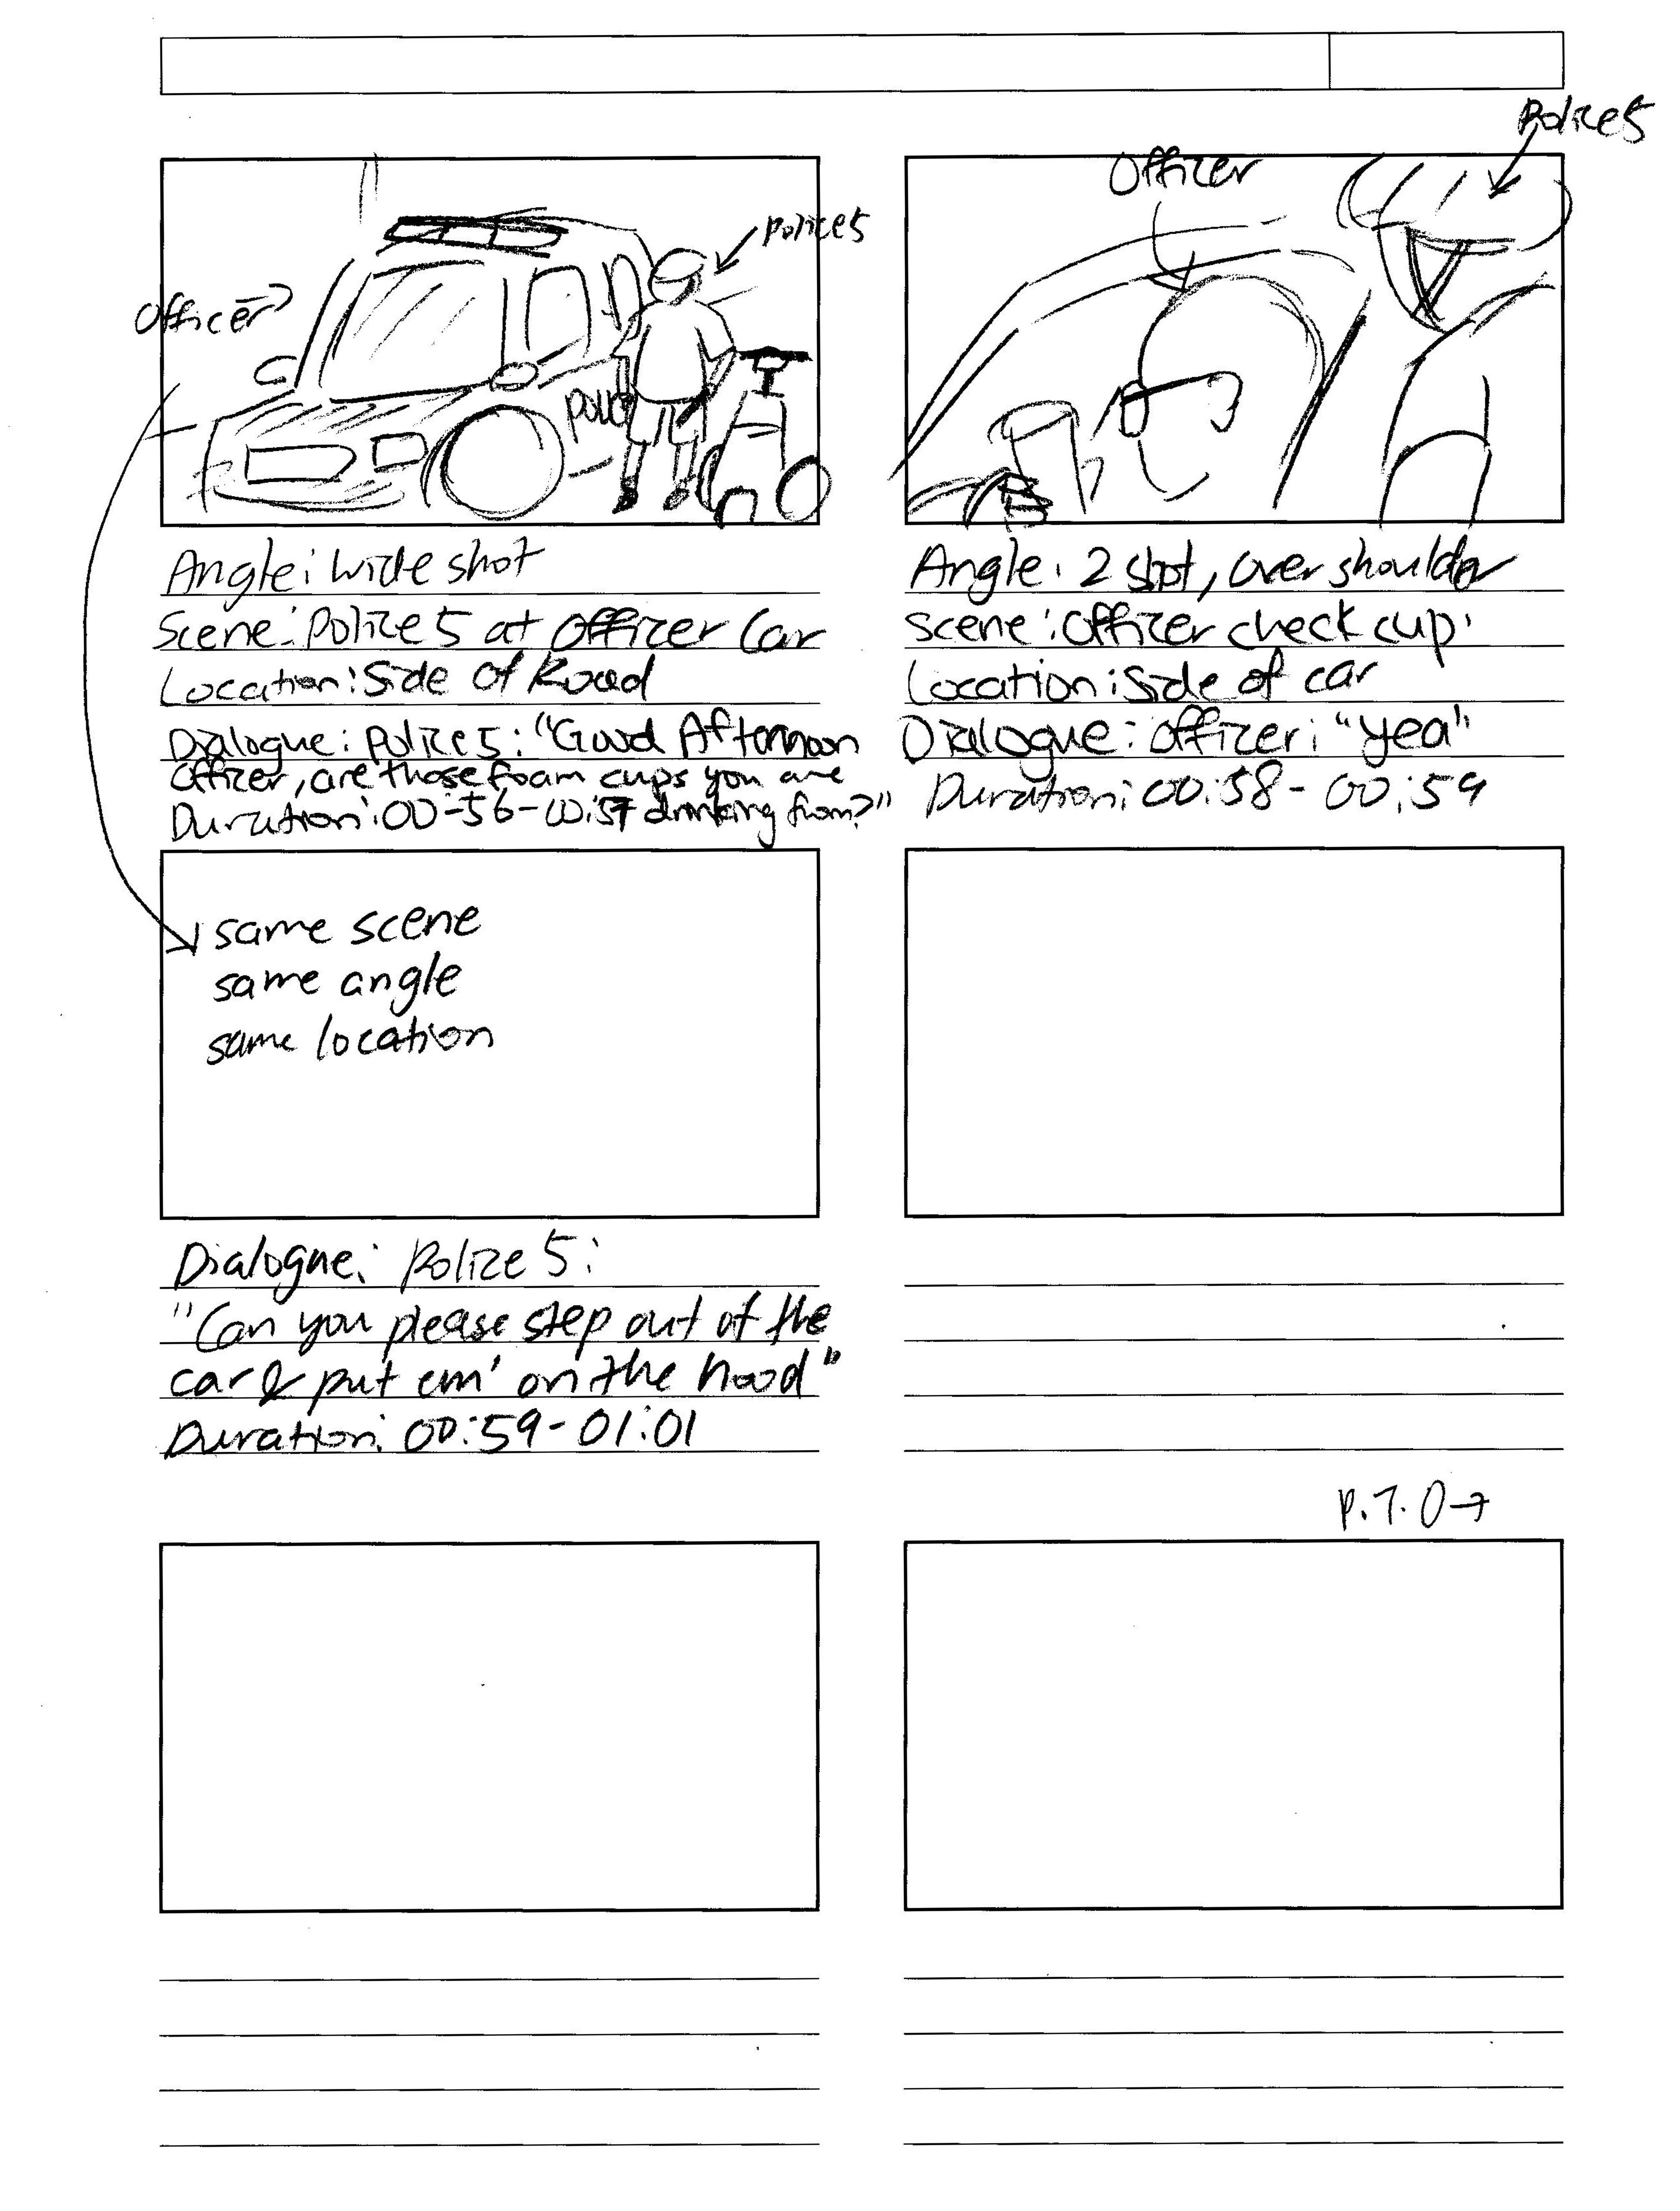 Officer
Police5
Police
Angle: wide shot
Scene: Police 5 at Officer Car
Location: Side of Road
Dialogue: Police5: "Good Afternoon
Officer, are those foam cups you are
drinking from?"
Duration: 00-56-00:57
Police5
Officer
Angle: 2 shot, over shoulder
Scene: Officer check cup.
Location: Side of car
Dialogue: Officer: "Yea"
Duration: 00:58-00:59
same scene
same angle
same location
Dialogue: Police 5:
"Can you please step out of the
car & put em' on the hood"
Duration: 00:59-01:01
P.T.O→